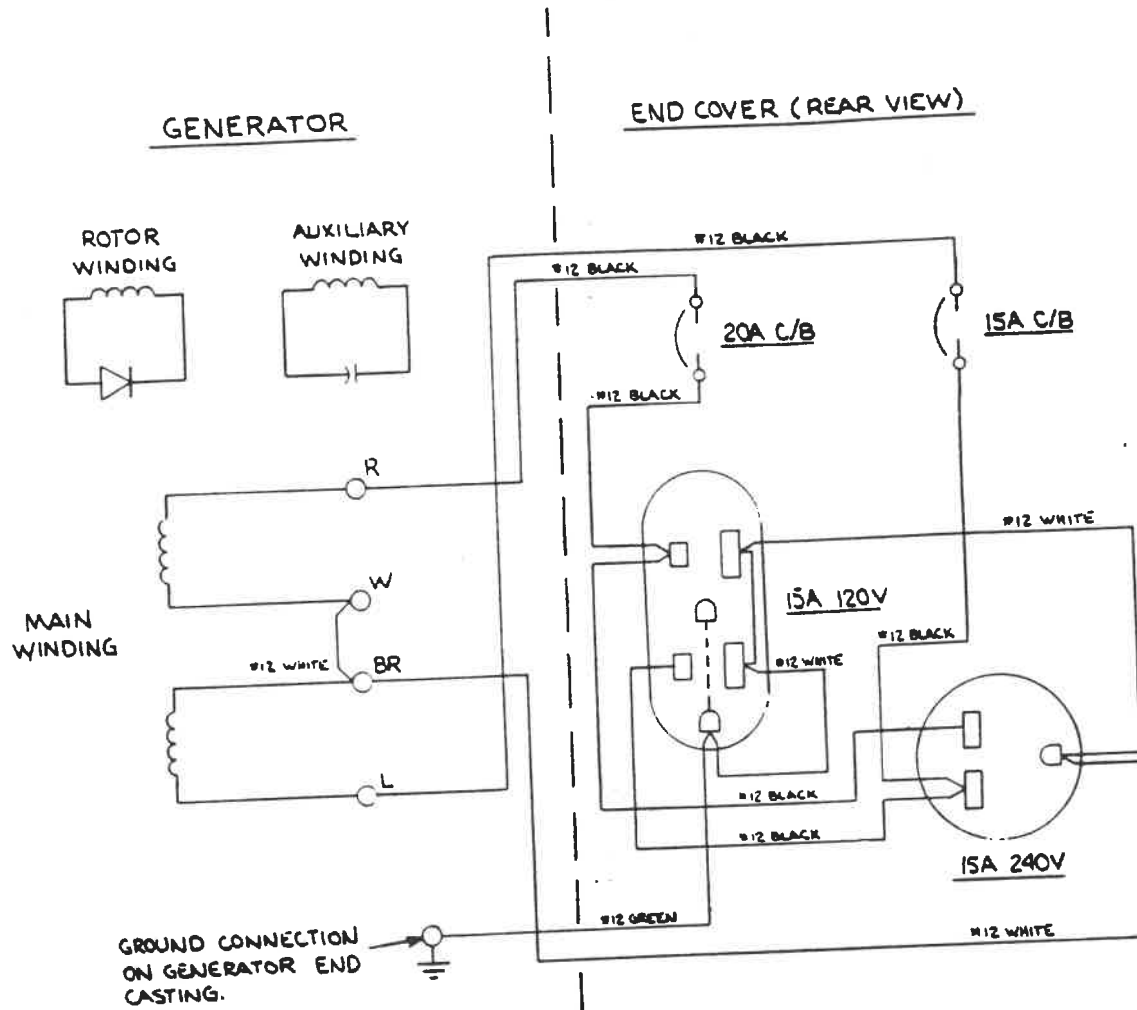 GENERATOR
END COVER (REAR VIEW)
ROTOR
WINDING
AUXILIARY
WINDING
#12 BLACK
#12 BLACK
20A C/B
15A C/B
#12 BLACK
R
#12 WHITE
W
15A 120V
MAIN
WINDING
#12 BLACK
#12 WHITE
BR
#12 WHITE
L
#12 BLACK
#12 BLACK
15A 240V
#12 GREEN
#12 WHITE
GROUND CONNECTION
ON GENERATOR END
CASTING.